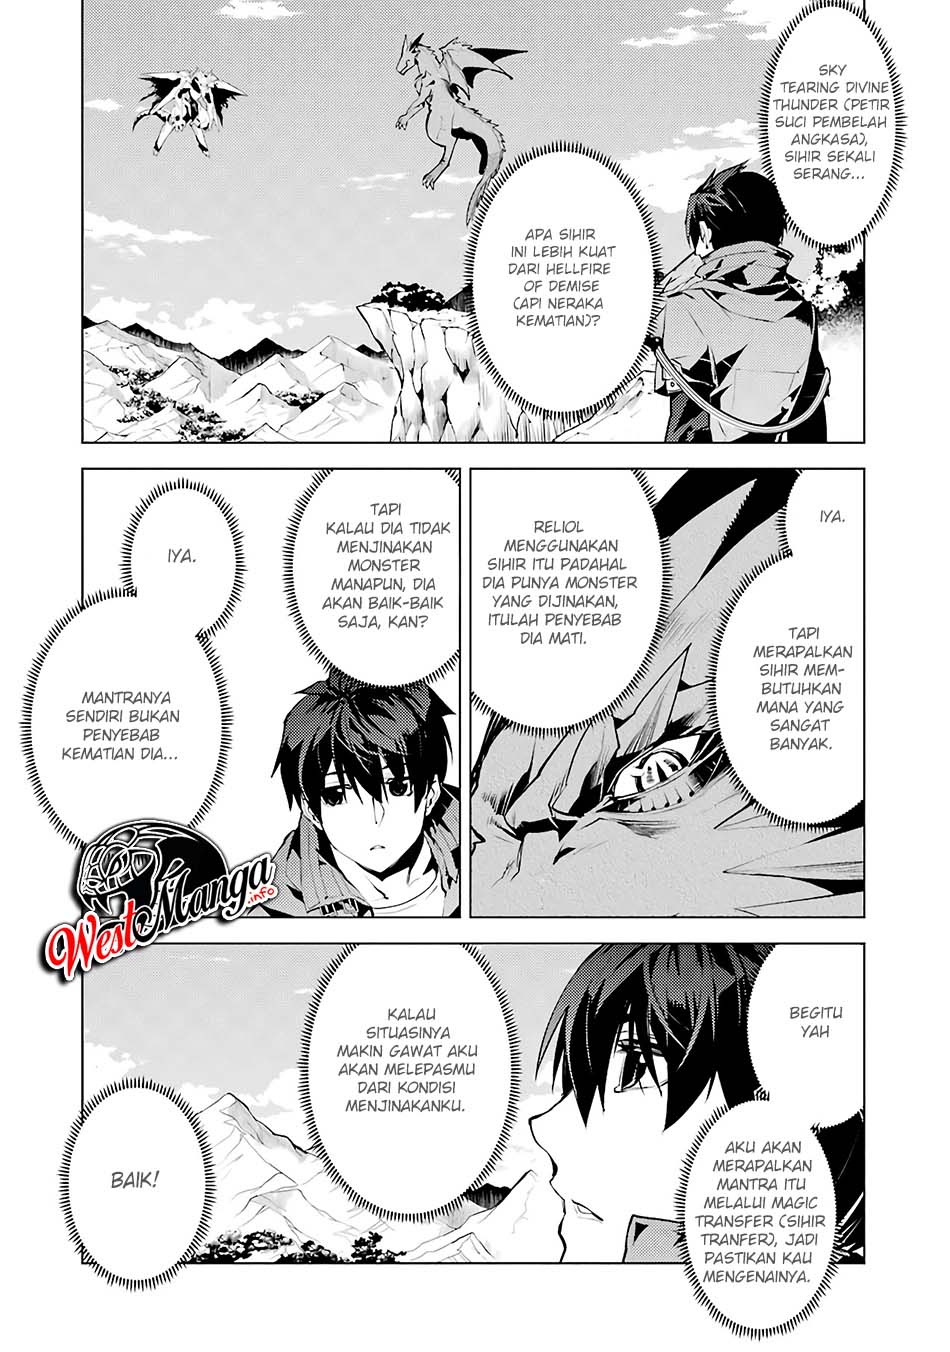 SKY
TEARING DIVINE
THUNDER (PETIR
SUCI PEMBELAH
ANGKASA),
SIHIR SEKALI
SERANG...
APA SIHIR
INI LEBIH KUAT
DARI HELLFIRE
OF DEMISE
(CAPI NERAKA
KEMATIAN)?
IYA.
TAPI
MERAPALKAN
SIHIR MEM-
BUTUHKAN
MANA YANG
SANGAT
BANYAK.
RELIOL
MENGGUNAKAN
SIHIR ITU PADAHAL
DIA PUNYA MONSTER
YANG DIJINAKAN,
ITULAH PENYEBAB
DIA MATI.
TAPI
KALAU DIA TIDAK
MENJINAKAN
MONSTER
MANAPUN, DIA
AKAN BAIK-BAIK
SAJA, KAN?
IYA.
MANTRANYA
SENDIRI BUKAN
PENYEBAB
KEMATIAN DIA...
WESTMANGA
.info
BEGITU
YAH
AKU AKAN
MERAPALKAN
MANTRA ITU
MELALUI MAGIC
TRANSFER (SIHIR
TRANFER), JADI
PASTIKAN KAU
MENGENAINYA.
KALAU
SITUASINYA
MAKIN GAWAT AKU
AKAN MELEPASMU
DARI KONDISI
MENJINAKANKU.
BAIK!